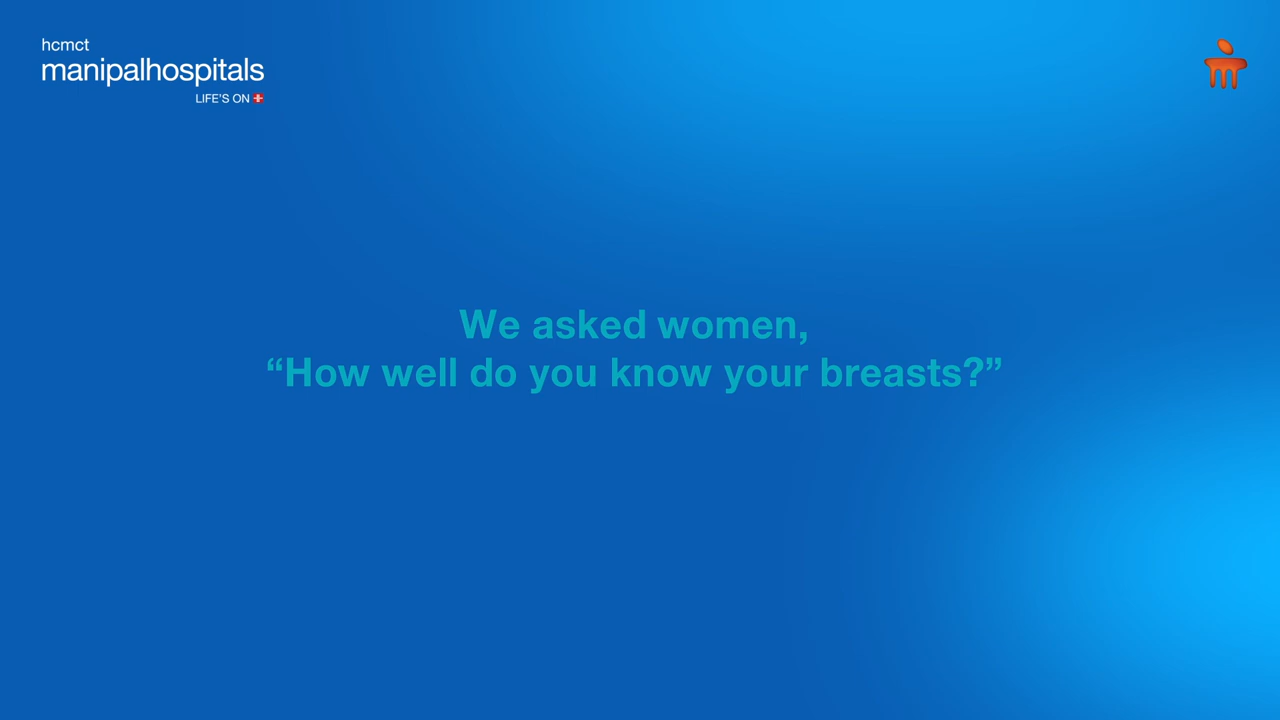 hcmct
manipalhospitals
LIFE'S ON
We asked women,
“How well do you know your breasts?”